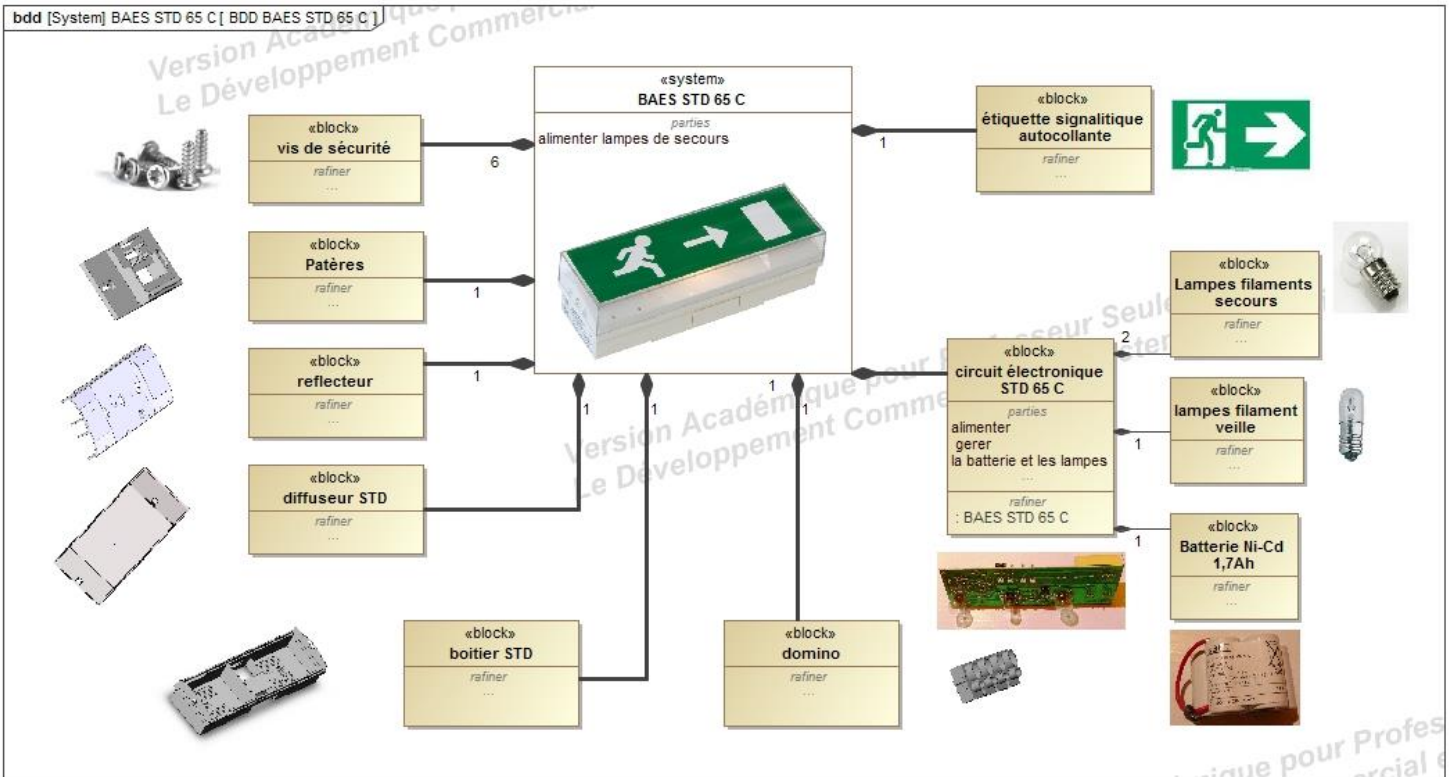 bdd [System] BAES STD 65 C [ BDD BAES STD 65 C ]
Version Académique
Le Développement Commercial
«system»
BAES STD 65 C
parties
alimenter lampes de secours
«block»
vis de sécurité
rafiner
...
6
«block»
étiquette signalitique
autocollante
rafiner
...
1
«block»
Patères
rafiner
...
1
«block»
Lampes filaments
secours
rafiner
...
2
«block»
reflecteur
rafiner
...
1
«block»
circuit électronique
STD 65 C
parties
alimenter
gerer
la batterie et les lampes
...
rafiner
: BAES STD 65 C
1
«block»
lampes filament
veille
rafiner
...
1
«block»
diffuseur STD
rafiner
...
1
«block»
Batterie Ni-Cd
1,7Ah
rafiner
...
1
«block»
boitier STD
rafiner
...
1
«block»
domino
rafiner
...
1
Version Académique pour Professeur Seule
Le Développement Comme
ique pour Profes
rcial e